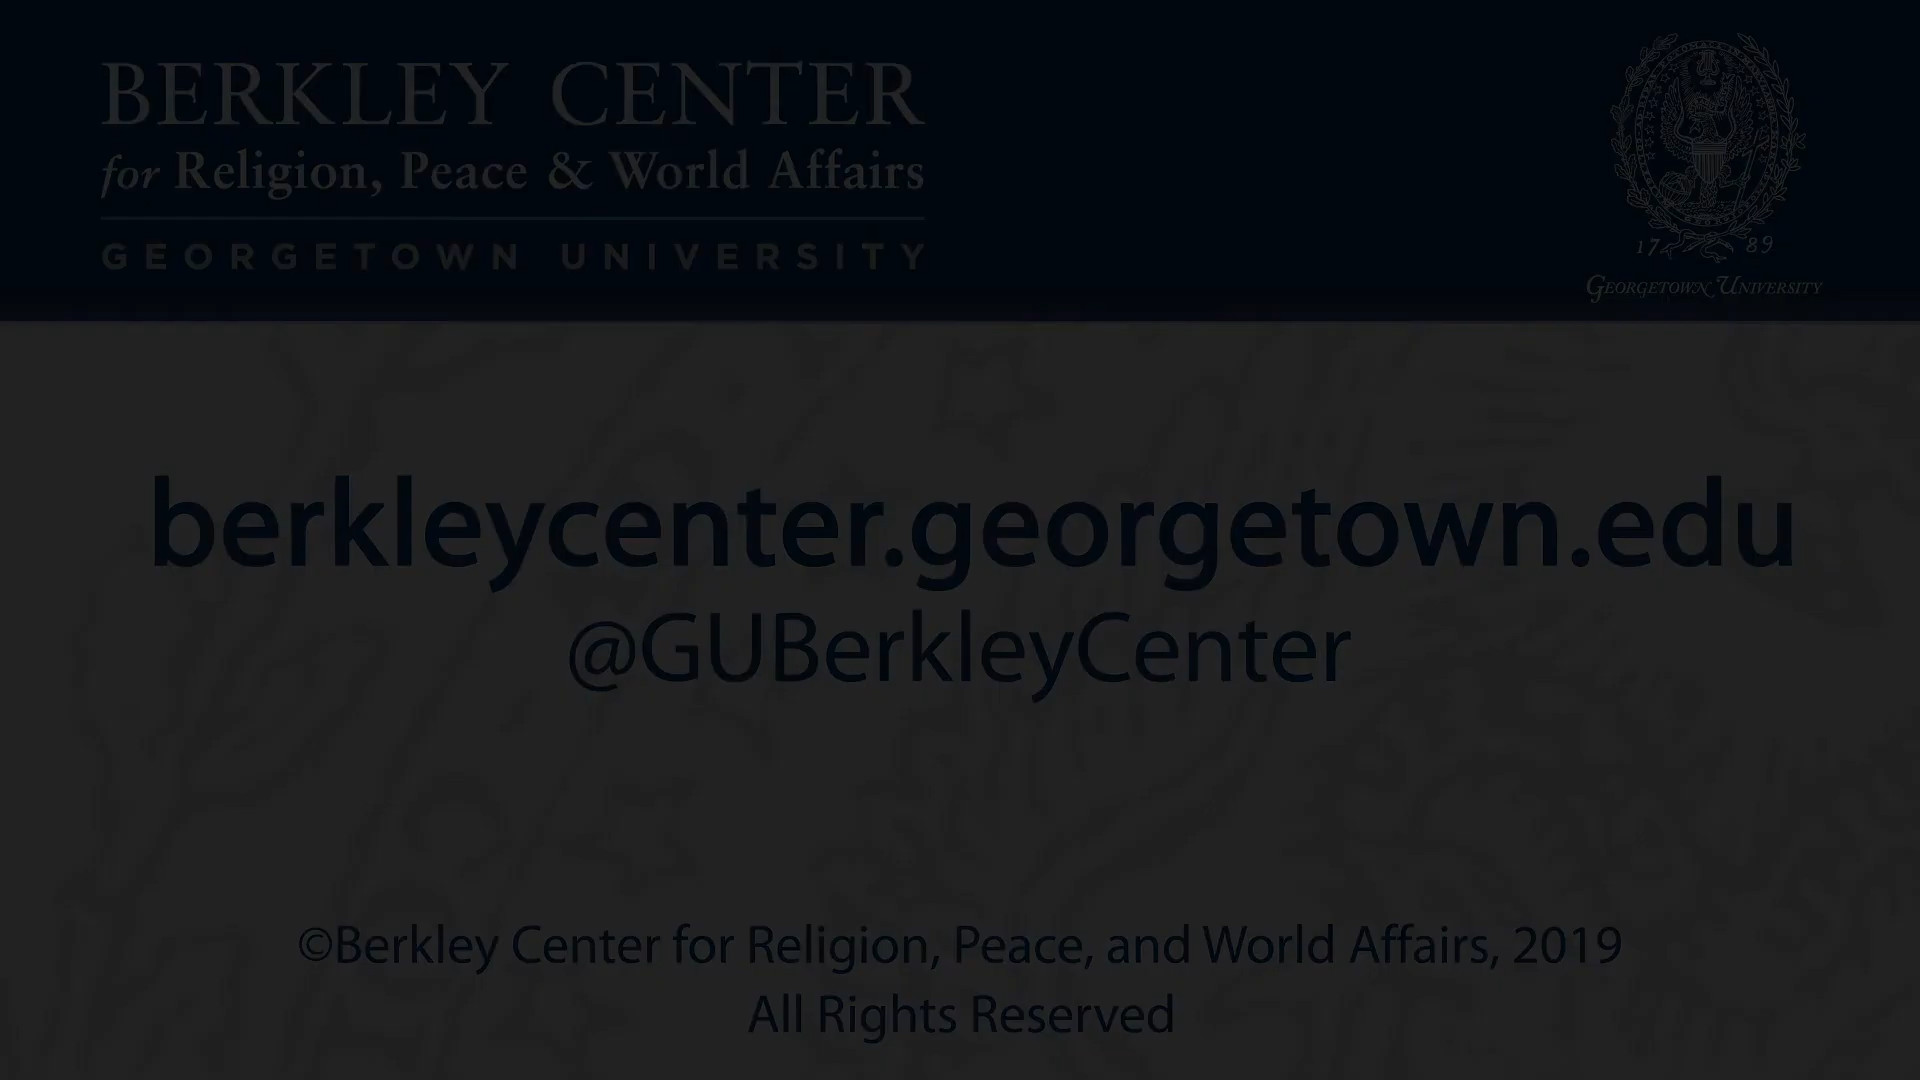 BERKLEY CENTER
for Religion, Peace & World Affairs
GEORGETOWN UNIVERSITY
17 89
GEORGETOWN UNIVERSITY
berkleycenter.georgetown.edu
@GUBerkleyCenter
©Berkley Center for Religion, Peace, and World Affairs, 2019
All Rights Reserved